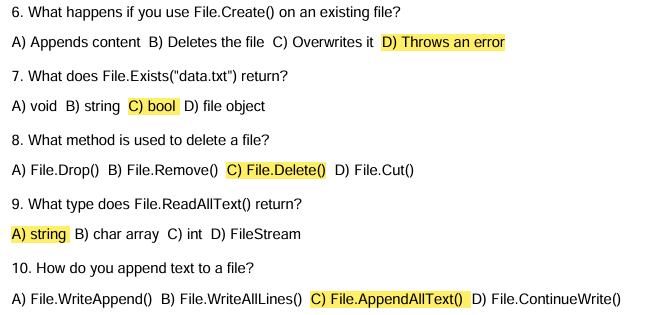 6. What happens if you use File.Create() on an existing file?
A) Appends content B) Deletes the file C) Overwrites it D) Throws an error
7. What does File.Exists("data.txt") return?
A) void B) string C) bool D) file object
8. What method is used to delete a file?
A) File.Drop() B) File.Remove() C) File.Delete() D) File.Cut()
9. What type does File.ReadAllText() return?
A) string B) char array C) int D) FileStream
10. How do you append text to a file?
A) File.WriteAppend() B) File.WriteAllLines() C) File.AppendAllText() D) File.ContinueWrite()